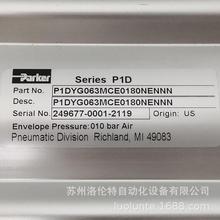 Parker Series P1D
Part No. P1DYG063MCE0180NENNN
Desc. P1DYG063MCE0180NENNN
Serial No. 249677-0001-2119 Origin: US
Envelope Pressure: 010 bar Air
Pneumatic Division Richland, MI 49083
苏州洛伦特自动化设备有限公司
https://luolunte.1688.com